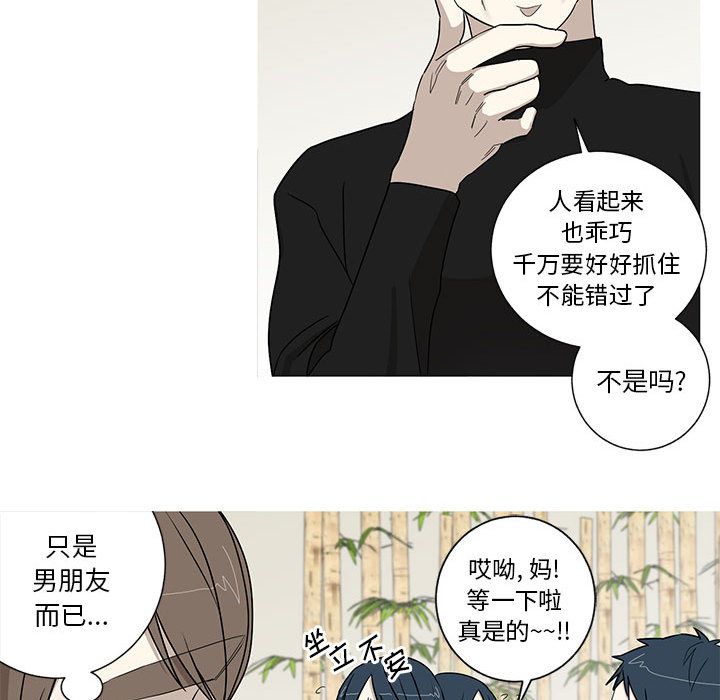 人看起来
也乖巧
千万要好好抓住
不能错过了
不是吗?
只是
男朋友
而已...
哎呦, 妈!
等一下啦
真是的~~!!
坐立不安